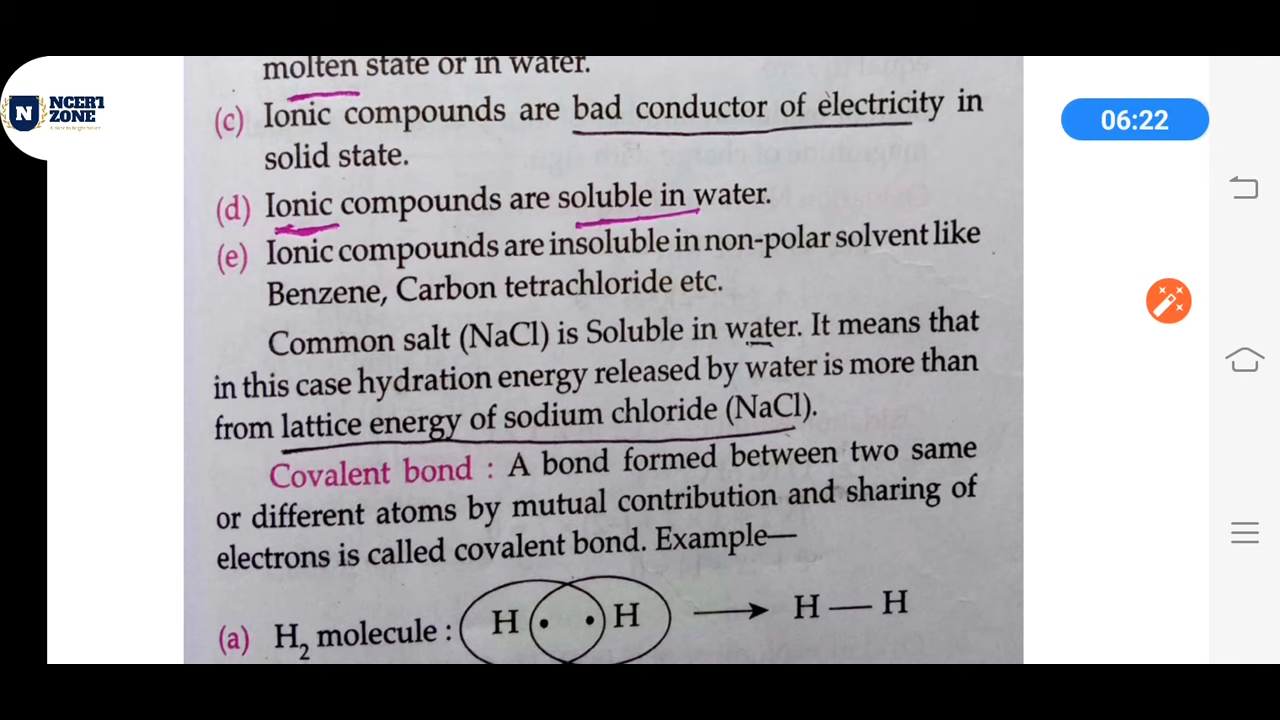 molten state or in water.
NCERT
ZONE
06:22
(c) Ionic compounds are bad conductor of electricity in
solid state.
(d) Ionic compounds are soluble in water.
(e) Ionic compounds are insoluble in non-polar solvent like
Benzene, Carbon tetrachloride etc.
Common salt (NaCl) is Soluble in water. It means that
in this case hydration energy released by water is more than
from lattice energy of sodium chloride (NaCl).
Covalent bond : A bond formed between two same
or different atoms by mutual contribution and sharing of
electrons is called covalent bond. Example—
(a) H2 molecule : H • • H → H — H